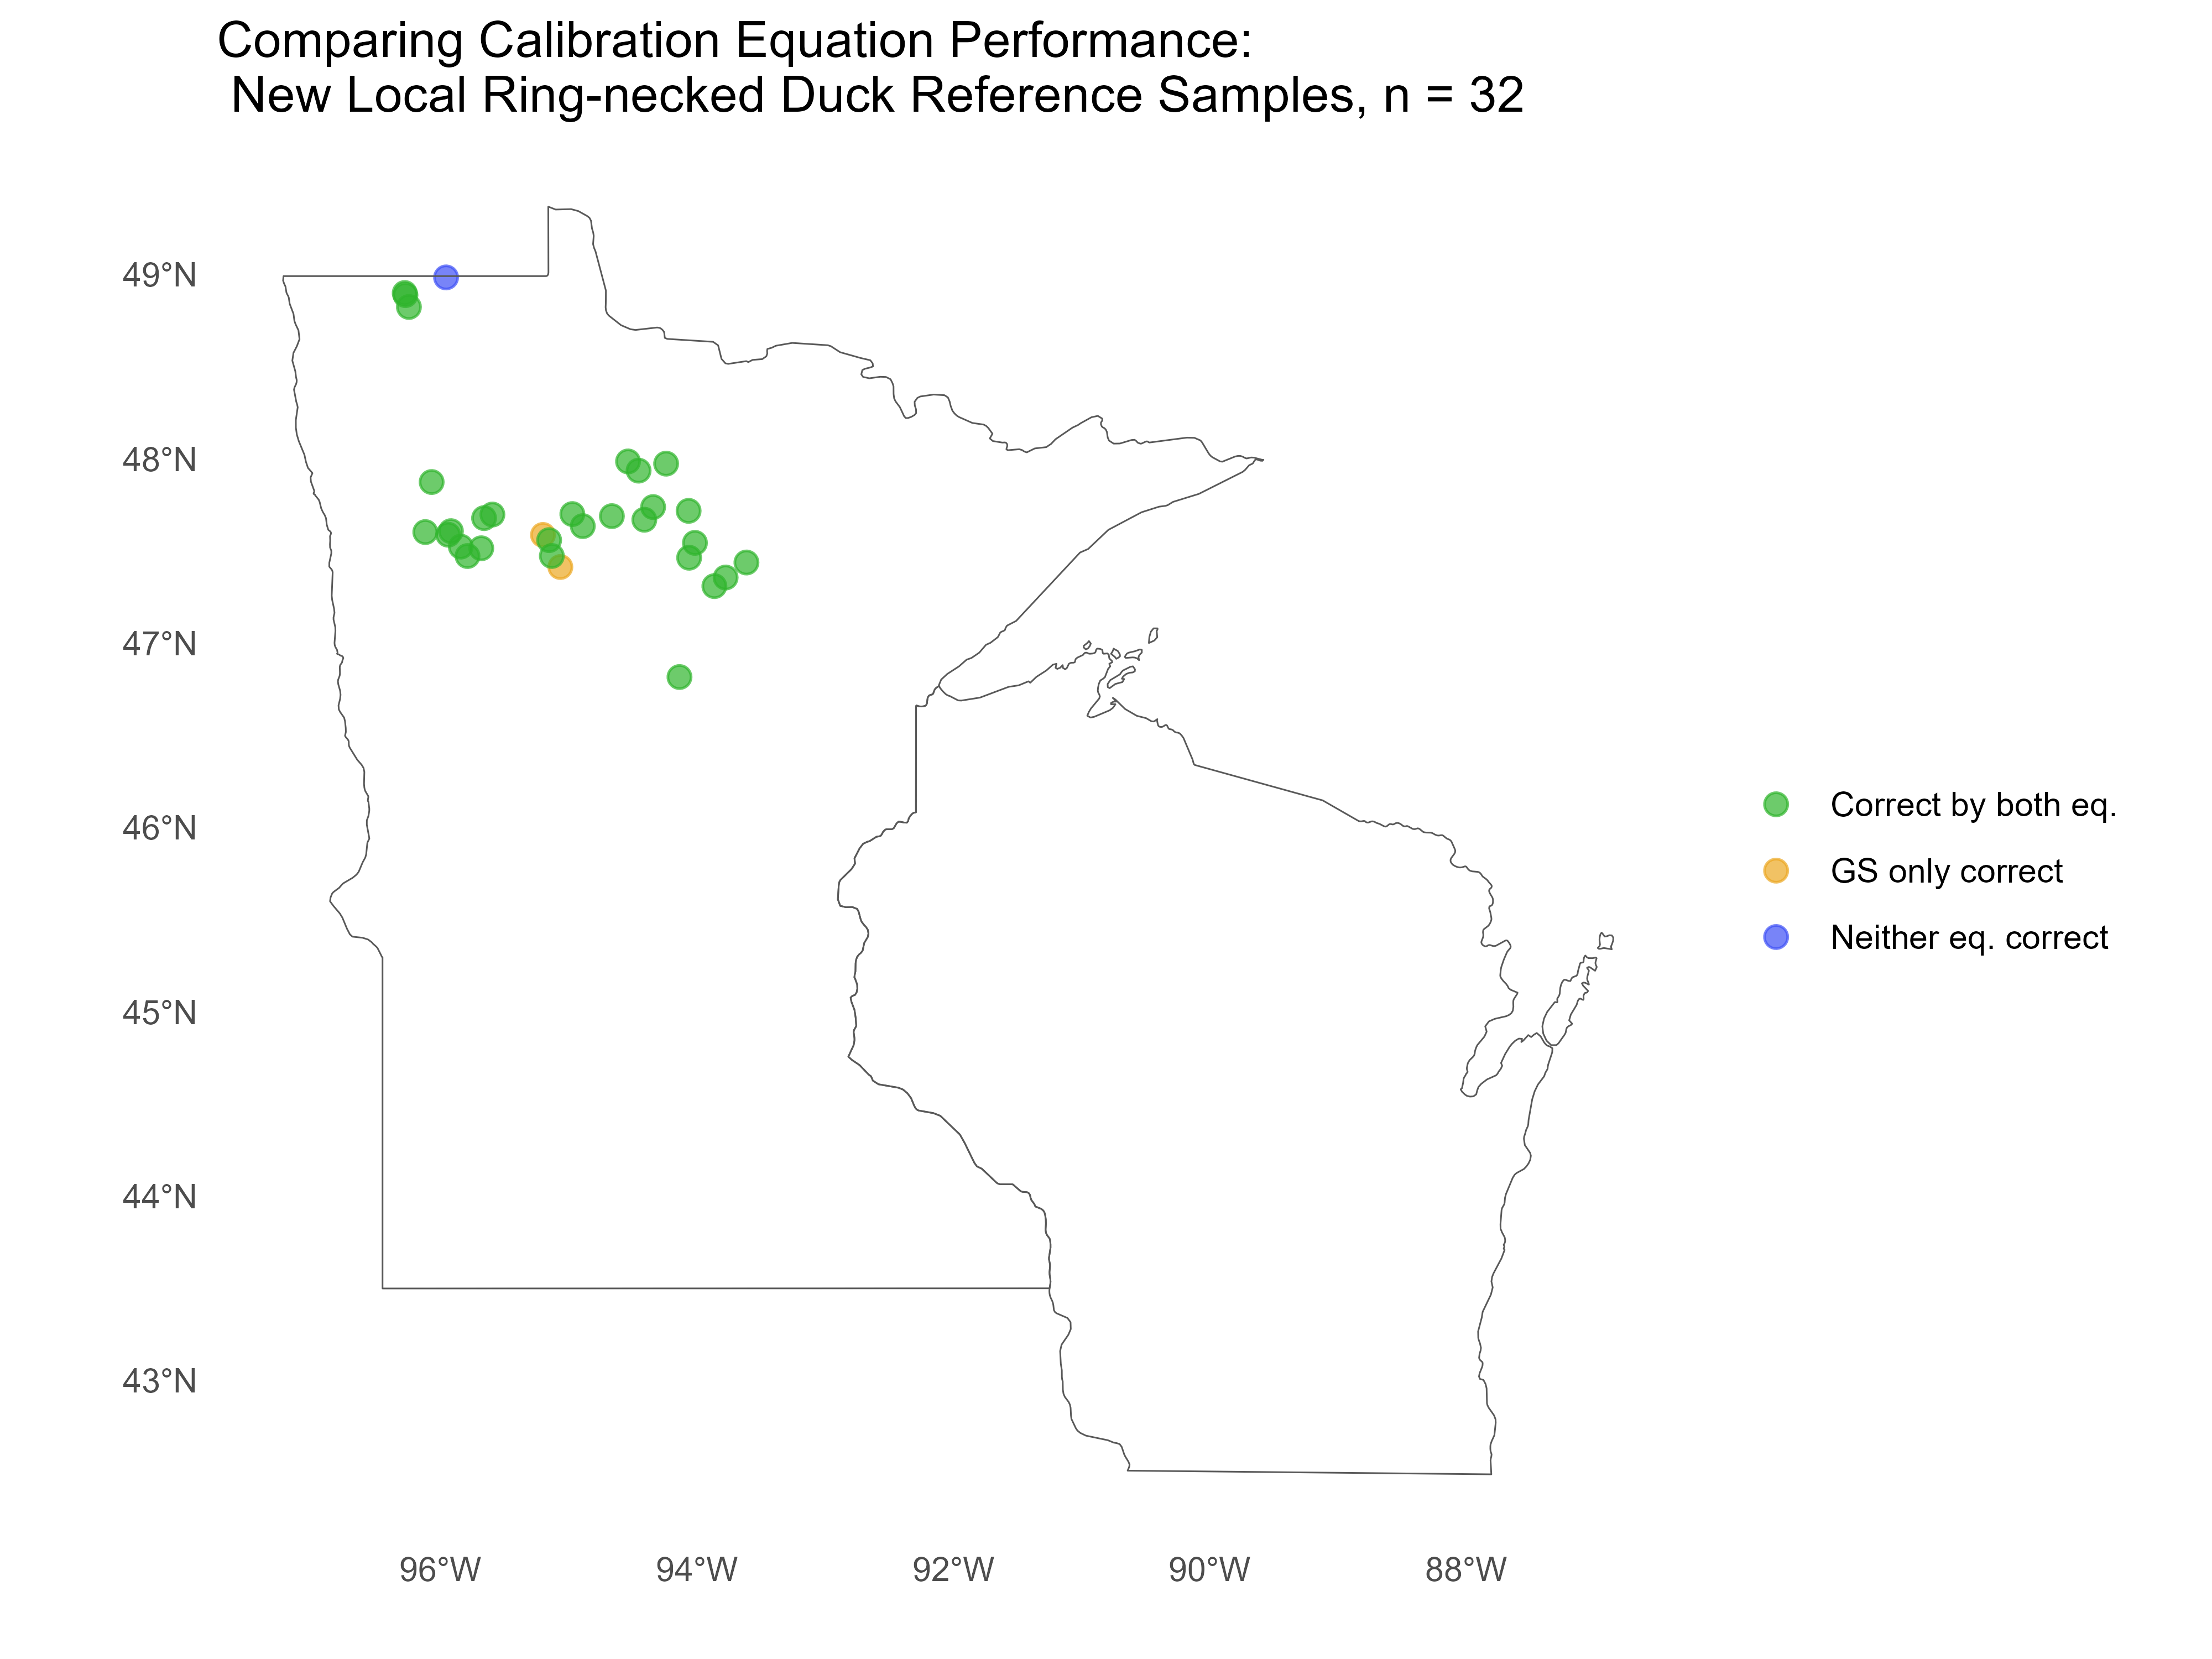 Comparing Calibration Equation Performance:
New Local Ring-necked Duck Reference Samples, n = 32
49°N
48°N
47°N
46°N
45°N
44°N
43°N
96°W
94°W
92°W
90°W
88°W
Correct by both eq.
GS only correct
Neither eq. correct